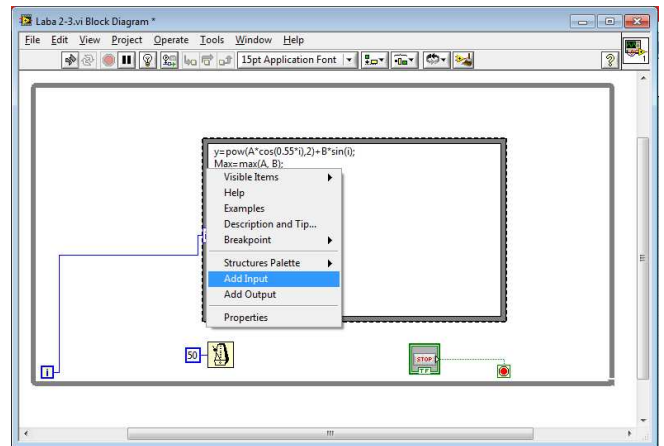 Laba 2-3.vi Block Diagram *
File Edit View Project Operate Tools Window Help
15pt Application Font
?
1
y=pow(A*cos(0.55*i),2)+B*sin(i);
Max=max(A, B);
Visible Items
Help
Examples
Description and Tip...
Breakpoint
Structures Palette
Add Input
Add Output
Properties
50
STOP
TF
i